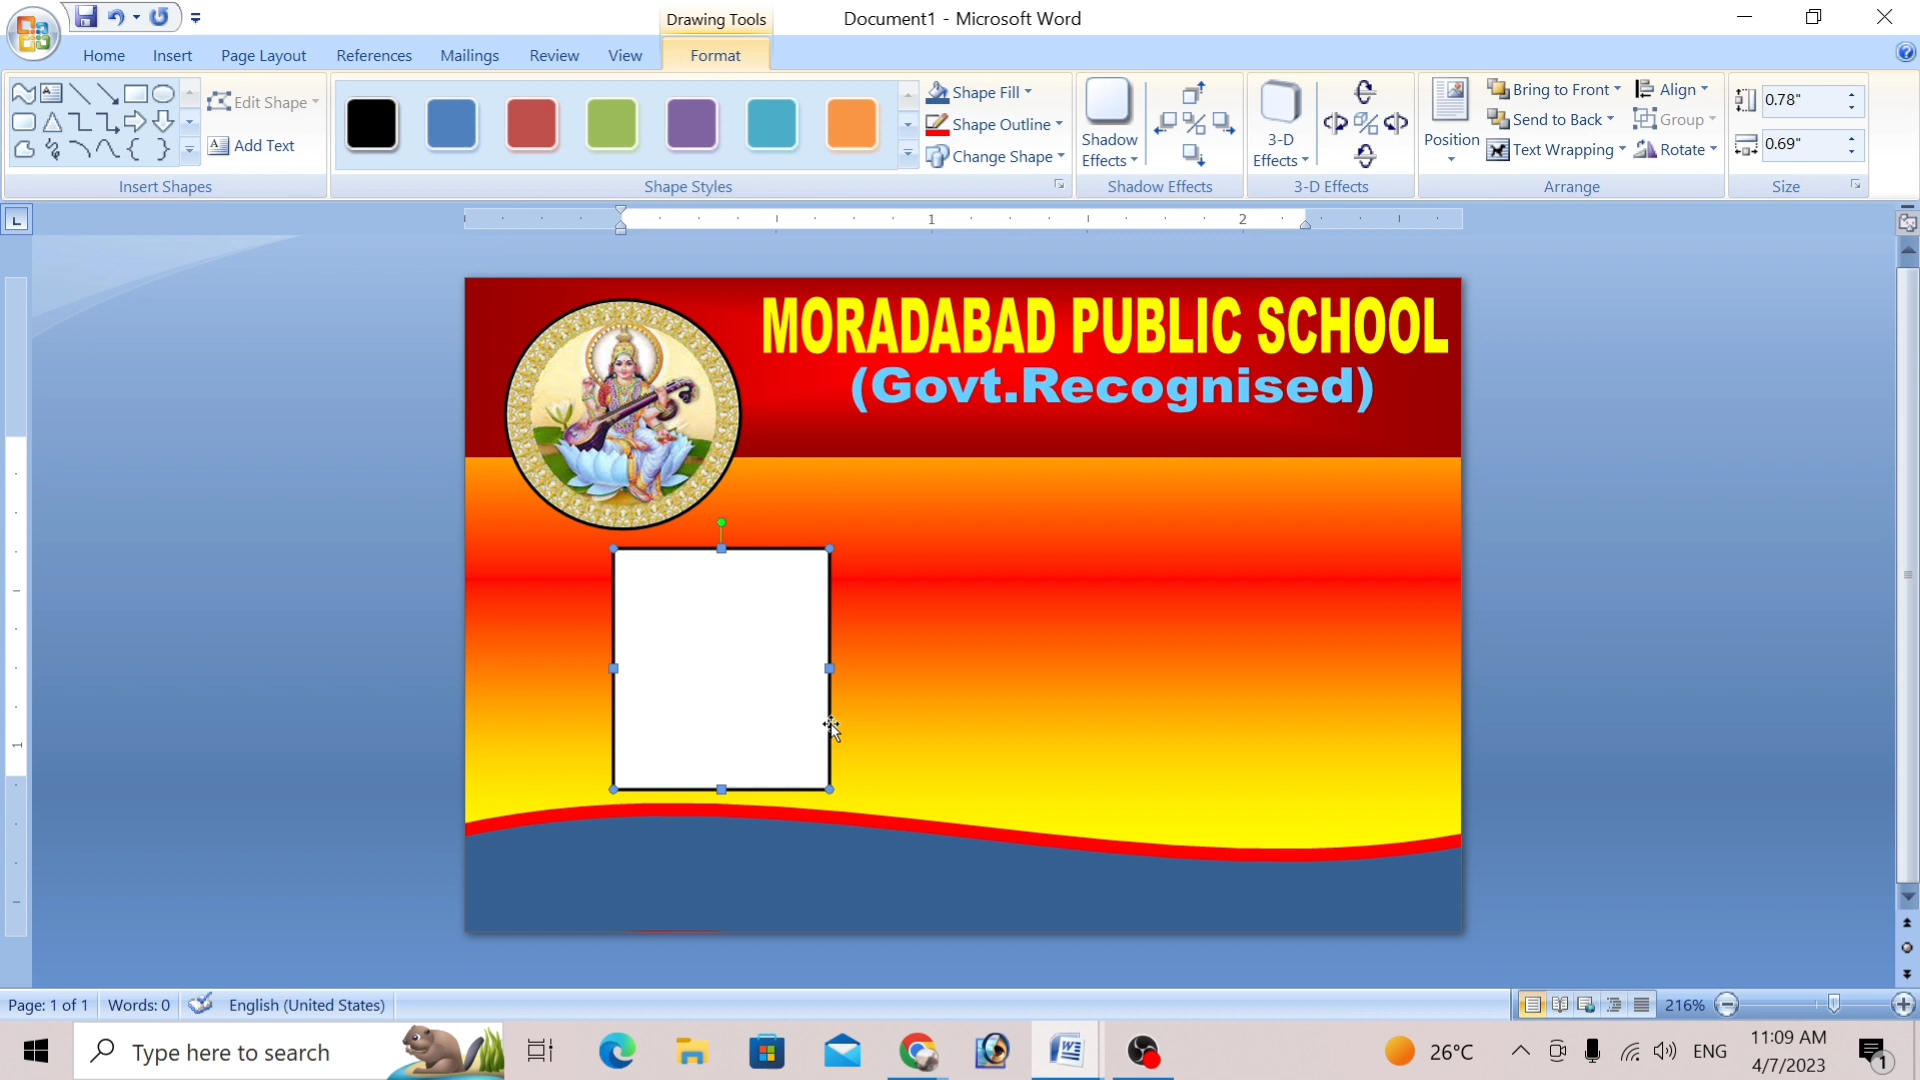 Drawing Tools
Document1 - Microsoft Word
Home Insert Page Layout References Mailings Review View Format
Edit Shape
Add Text
Insert Shapes
Shape Fill
Shape Outline
Change Shape
Shape Styles
Shadow
Effects
Shadow Effects
3-D
Effects
3-D Effects
Position
Bring to Front
Send to Back
Text Wrapping
Align
Group
Rotate
Arrange
0.78"
0.69"
Size
L
1 2
MORADABAD PUBLIC SCHOOL
(Govt.Recognised)
1
Page: 1 of 1 Words: 0 English (United States) 216%
Type here to search
26°C
ENG
11:09 AM
4/7/2023
1